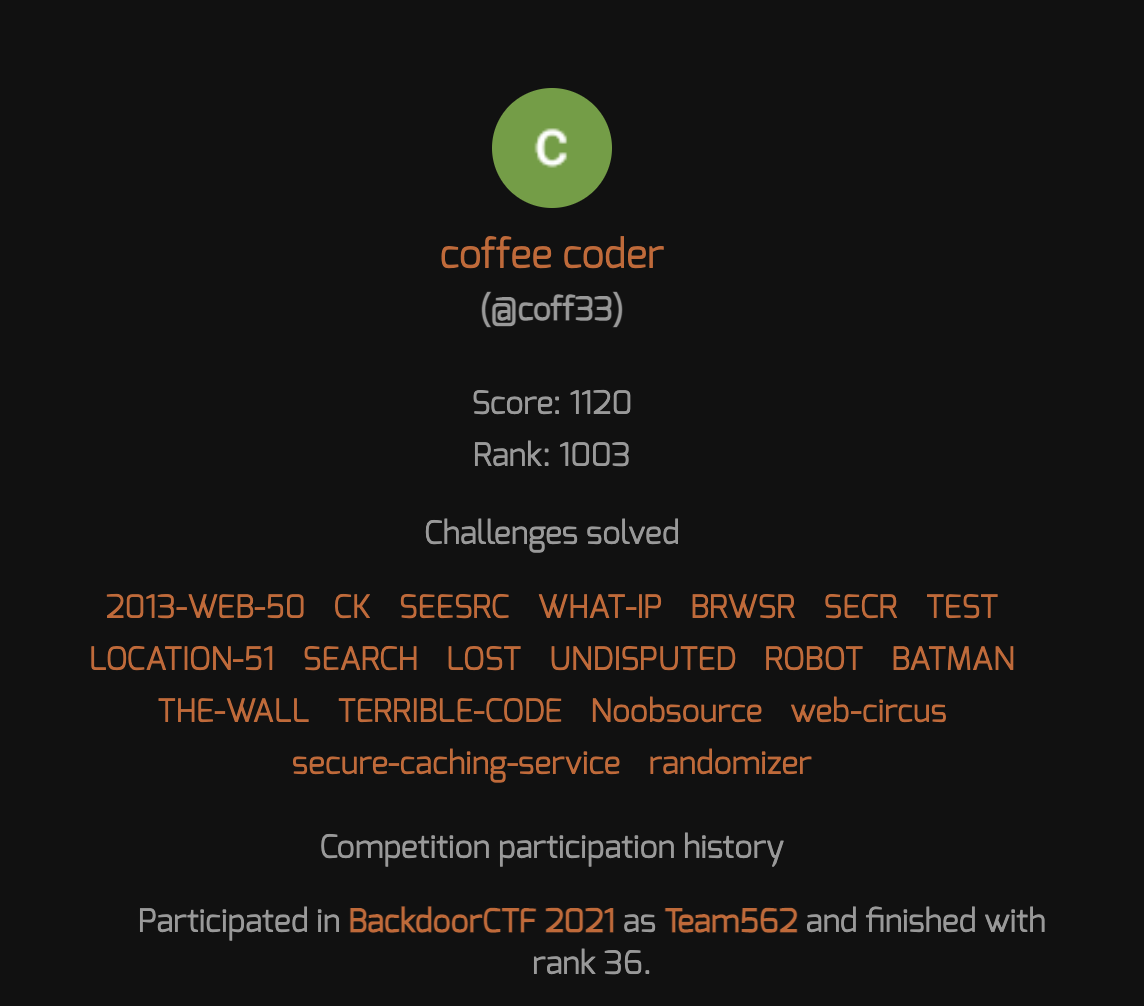 C
coffee coder
(@coff33)
Score: 1120
Rank: 1003
Challenges solved
2013-WEB-50 CK SEESRC WHAT-IP BRWSR SECR TEST
LOCATION-51 SEARCH LOST UNDISPUTED ROBOT BATMAN
THE-WALL TERRIBLE-CODE Noobsource web-circus
secure-caching-service randomizer
Competition participation history
Participated in BackdoorCTF 2021 as Team562 and finished with
rank 36.